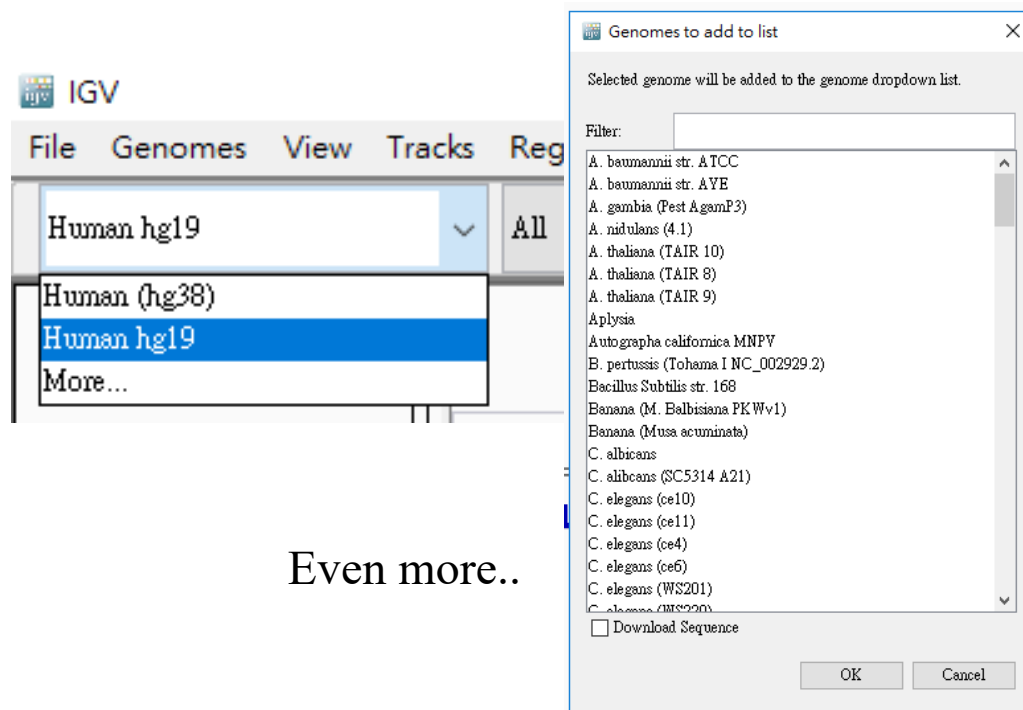 IGV
File Genomes View Tracks Reg
Human hg19
All
Human (hg38)
Human hg19
More...
Even more..
Genomes to add to list
Selected genome will be added to the genome dropdown list.
Filter:
A. baumannii str. ATCC
A. baumannii str. AYE
A. gambia (Pest AgamP3)
A. nidulans (4.1)
A. thaliana (TAIR 10)
A. thaliana (TAIR 8)
A. thaliana (TAIR 9)
Aplysia
Autographa californica MNPV
B. pertussis (Tohama I NC_002929.2)
Bacillus Subtilis str. 168
Banana (M. Balbisiana PKWv1)
Banana (Musa acuminata)
C. albicans
C. alibcans (SC5314 A21)
C. elegans (ce10)
C. elegans (ce11)
C. elegans (ce4)
C. elegans (ce6)
C. elegans (WS201)
C. elegans (WS220)
Download Sequence
OK Cancel